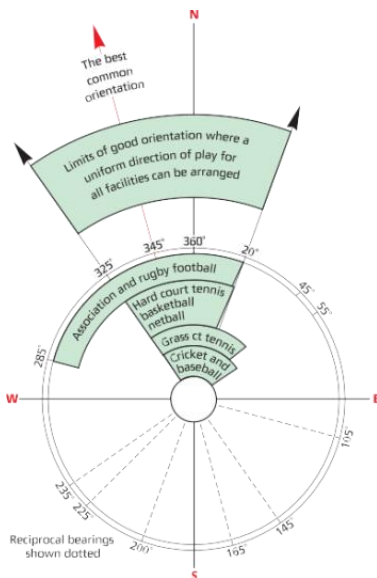 N
The best
common
orientation
Limits of good orientation where a
uniform direction of play for
all facilities can be arranged
325°
345°
360°
20°
45°
55°
285°
Association and rugby football
Hard court tennis
basketball
netball
Grass ct tennis
Cricket and
baseball
W
E
105°
235°
225°
200°
165°
145°
Reciprocal bearings
shown dotted
S